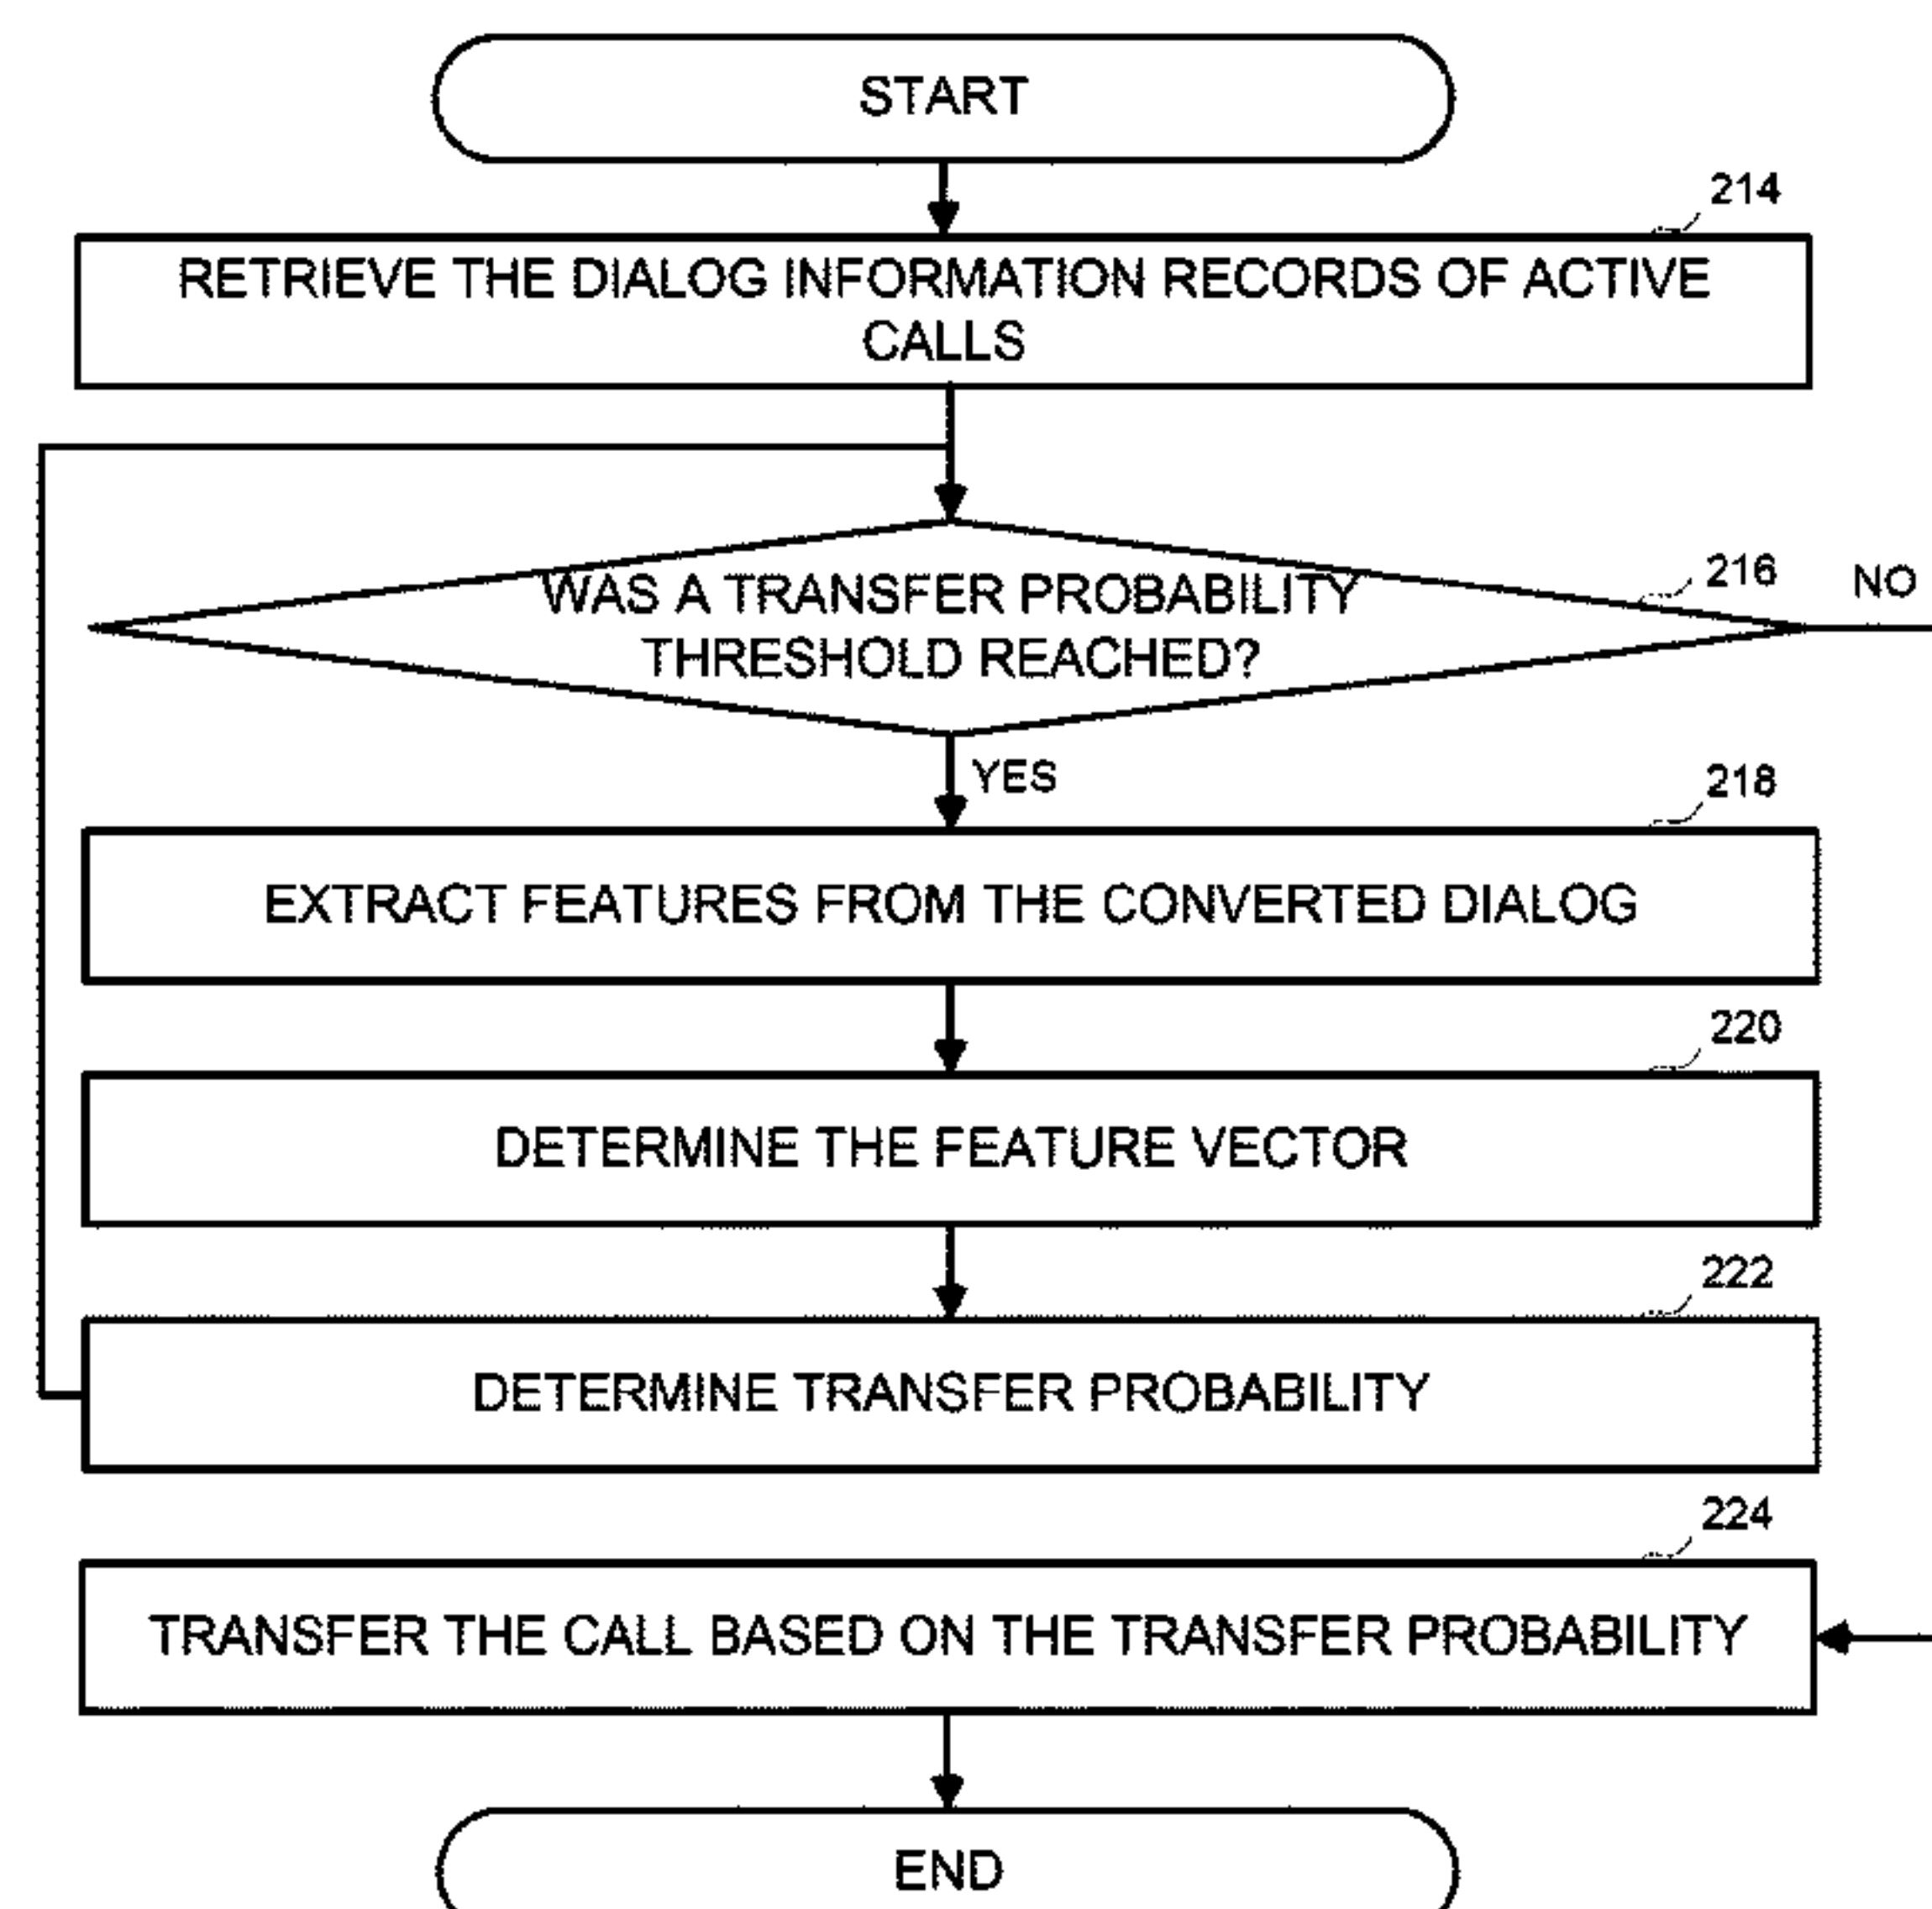 START
214
RETRIEVE THE DIALOG INFORMATION RECORDS OF ACTIVE
CALLS
216
NO
WAS A TRANSFER PROBABILITY
THRESHOLD REACHED?
YES
218
EXTRACT FEATURES FROM THE CONVERTED DIALOG
220
DETERMINE THE FEATURE VECTOR
222
DETERMINE TRANSFER PROBABILITY
224
TRANSFER THE CALL BASED ON THE TRANSFER PROBABILITY
END